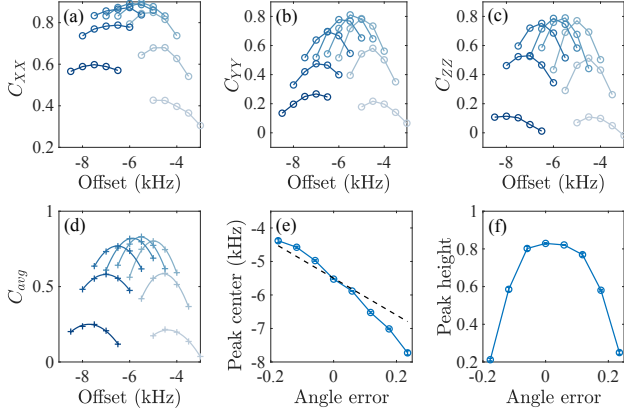 (a)
0.8
0.6
0.4
0.2
C_XX
-8 -6 -4
Offset (kHz)
(b)
0.8
0.6
0.4
0.2
0
C_YY
-8 -6 -4
Offset (kHz)
(c)
0.8
0.6
0.4
0.2
0
C_ZZ
-8 -6 -4
Offset (kHz)
(d)
1
0.5
0
C_avg
-8 -6 -4
Offset (kHz)
(e)
-4
-5
-6
-7
-8
Peak center (kHz)
-0.2 0 0.2
Angle error
(f)
1
0.8
0.6
0.4
0.2
Peak height
-0.2 0 0.2
Angle error